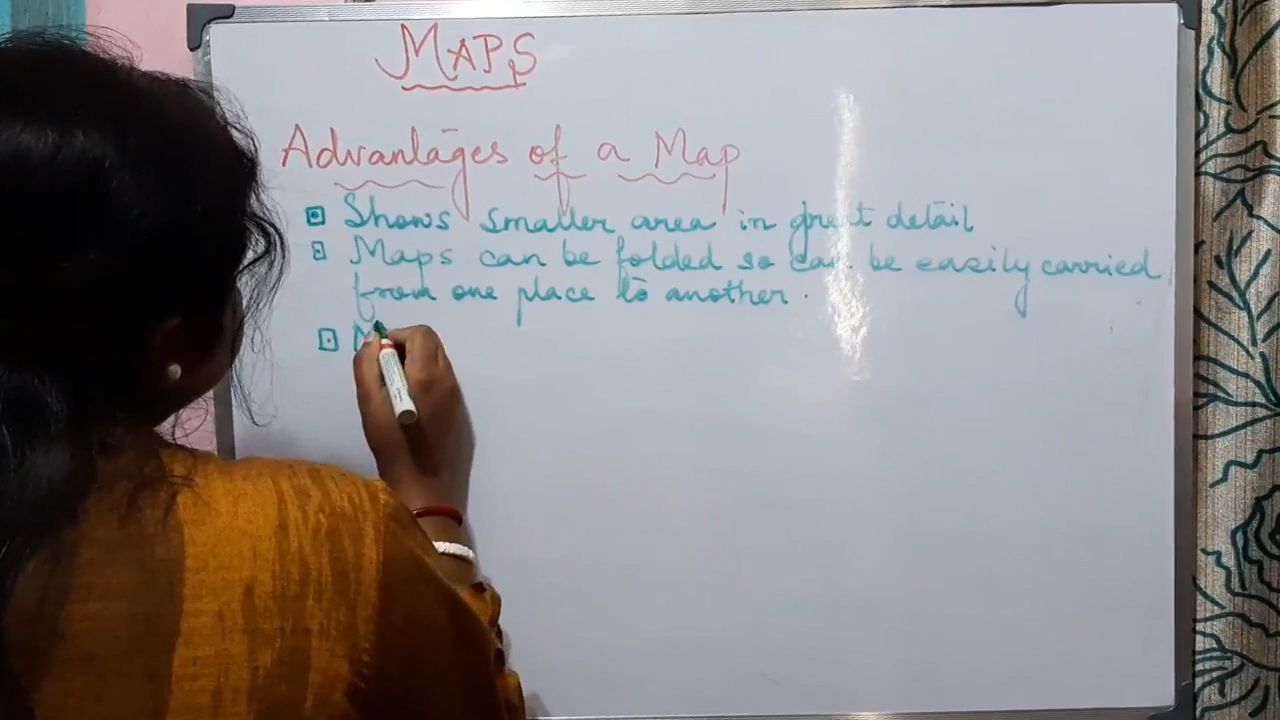 MAPS
Advantages of a Map
Shows smaller area in great detail
Maps can be folded so can be easily carried
from one place to another.